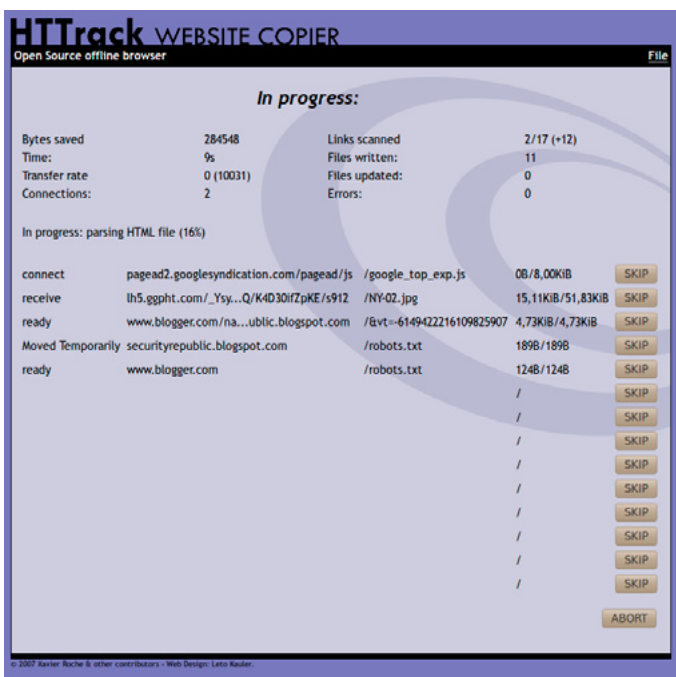 HTTrack WEBSITE COPIER
Open Source offline browser File
In progress:
Bytes saved 284548 Links scanned 2/17 (+12)
Time: 9s Files written: 11
Transfer rate 0 (10031) Files updated: 0
Connections: 2 Errors: 0
In progress: parsing HTML file (16%)
connect pagead2.googlesyndication.com/pagead/js /google_top_exp.js 0B/8,00KiB SKIP
receive lh5.ggpht.com/_Ysy...Q/K4D30ifZpKE/s912 /NY-02.jpg 15,11KiB/51,83KiB SKIP
ready www.blogger.com/na...ublic.blogspot.com /&vt=-6149422216109825907 4,73KiB/4,73KiB SKIP
Moved Temporarily securityrepublic.blogspot.com /robots.txt 189B/189B SKIP
ready www.blogger.com /robots.txt 124B/124B SKIP
/ SKIP
/ SKIP
/ SKIP
/ SKIP
/ SKIP
/ SKIP
/ SKIP
/ SKIP
/ SKIP
ABORT
© 2007 Xavier Roche & other contributors - Web Design: Leto Kauler.